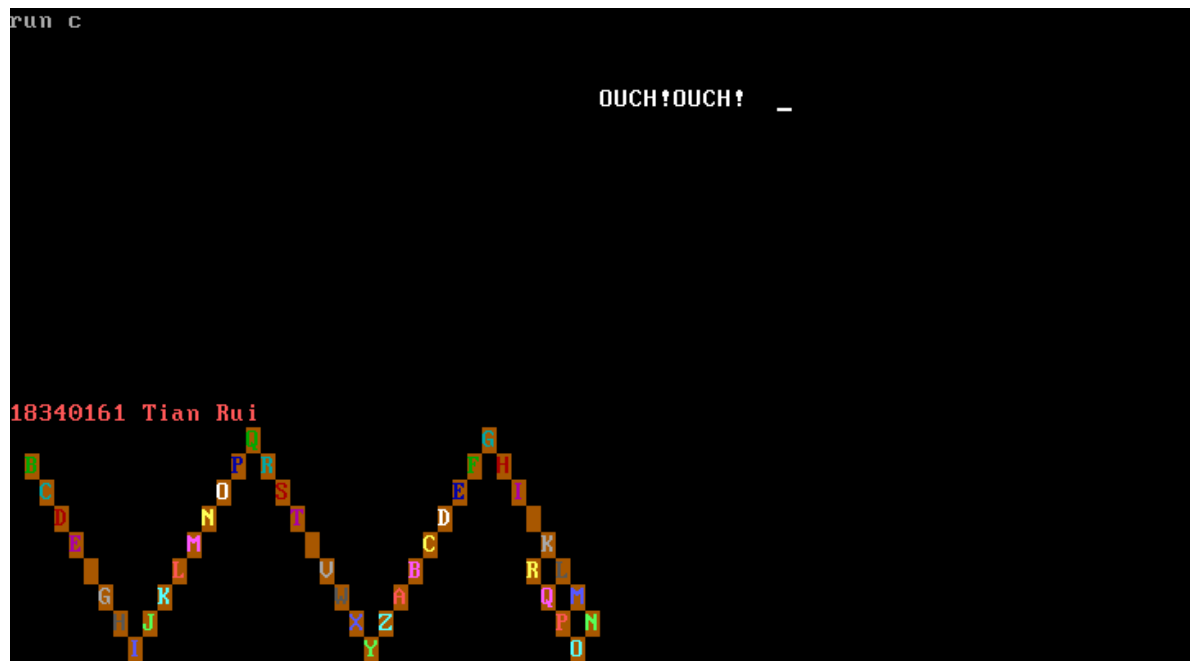 run c
OUCH!OUCH! _
18340161 Tian Rui
Q G
B P R F H
C O S E I
D N T D
E M C K
L V B R L
G K W A Q M
H J X Z P N
I Y O